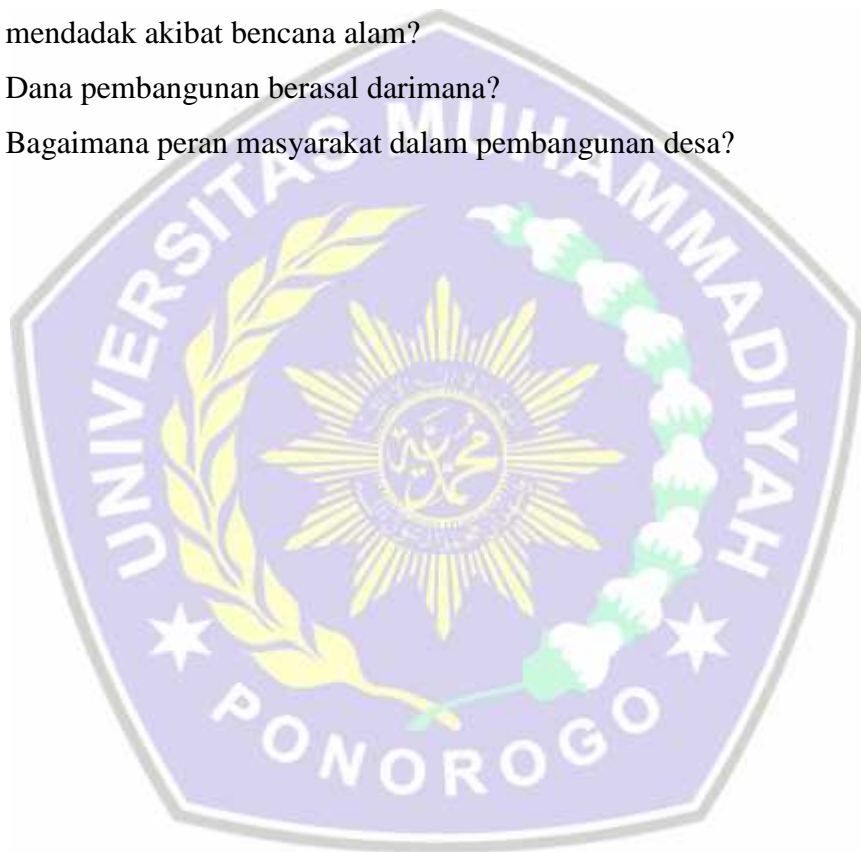 mendadak akibat bencana alam?
Dana pembangunan berasal darimana?
Bagaimana peran masyarakat dalam pembangunan desa?
UNIVERSITAS MUHAMMADIYAH
PONOROGO